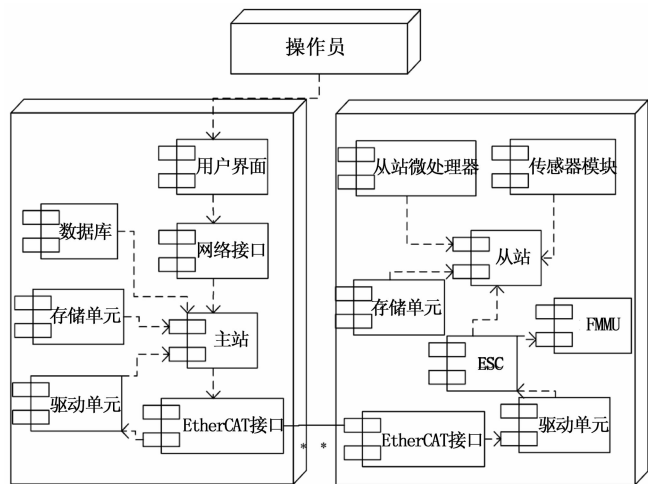 操作员
用户界面
数据库
网络接口
存储单元
主站
驱动单元
EtherCAT接口
* *
从站微处理器
传感器模块
从站
存储单元
FMMU
ESC
EtherCAT接口
驱动单元